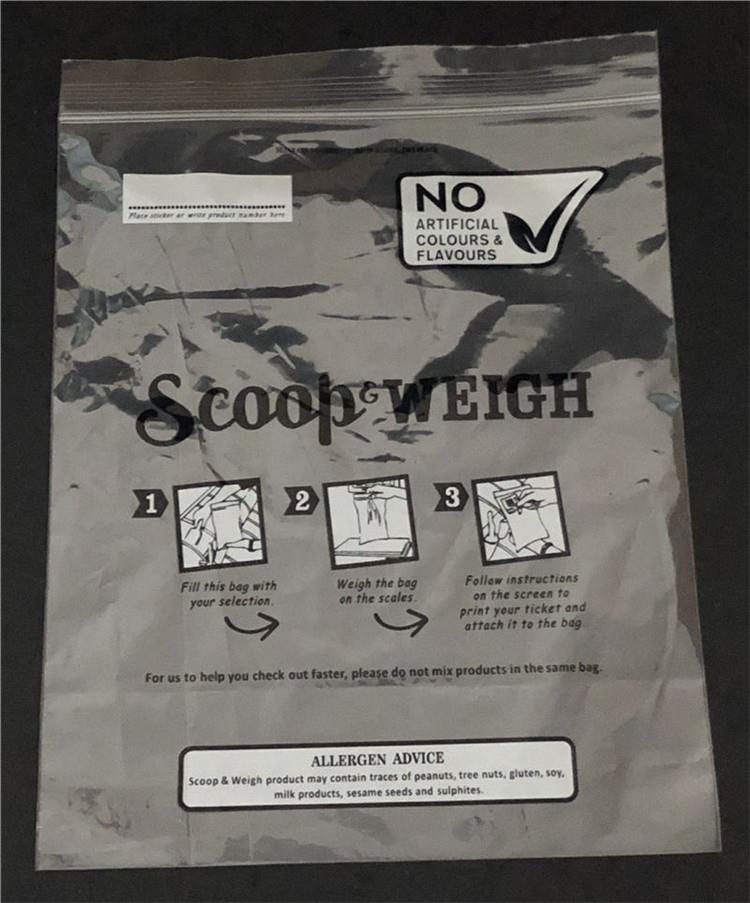 Place sticker or write product number here
NO
ARTIFICIAL
COLOURS &
FLAVOURS
Scoop & WEIGH
1 2 3
Fill this bag with
your selection.
Weigh the bag
on the scales.
Follow instructions
on the screen to
print your ticket and
attach it to the bag
For us to help you check out faster, please do not mix products in the same bag.
ALLERGEN ADVICE
Scoop & Weigh product may contain traces of peanuts, tree nuts, gluten, soy,
milk products, sesame seeds and sulphites.